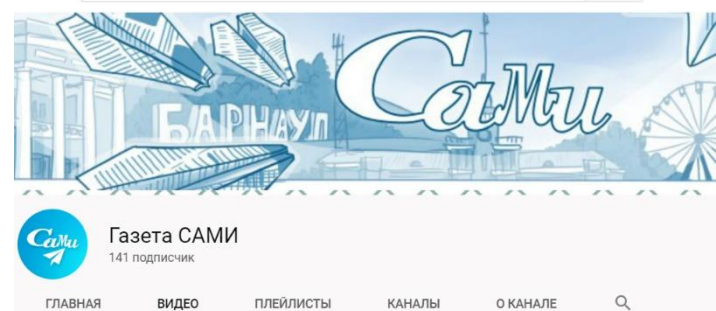 БАРНАУЛ
СаМи
СаМи
Газета САМИ
141 подписчик
ГЛАВНАЯ ВИДЕО ПЛЕЙЛИСТЫ КАНАЛЫ О КАНАЛЕ